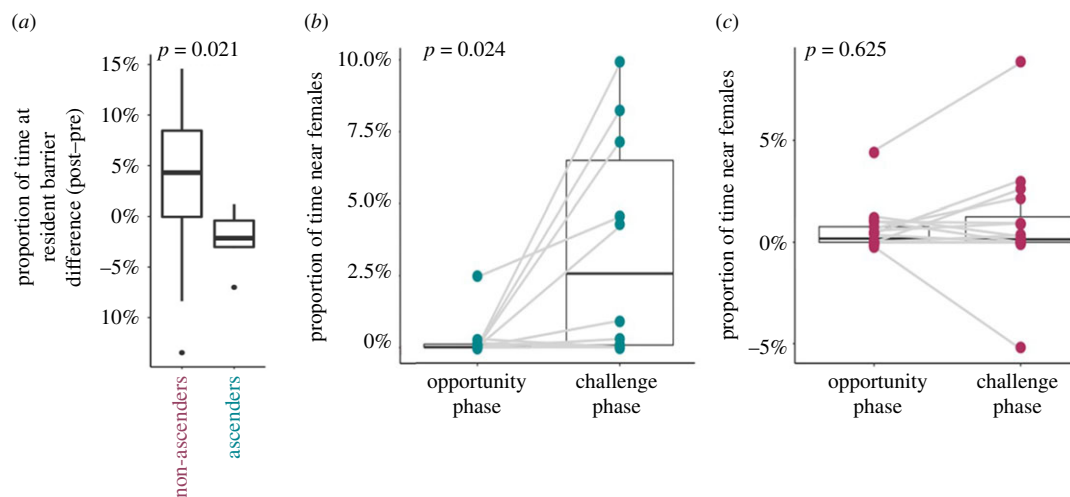 (a)
p = 0.021
proportion of time at
resident barrier
difference (post–pre)
15%
10%
5%
0%
–5%
10%
non-ascenders
ascenders
(b)
p = 0.024
proportion of time near females
10.0%
7.5%
5.0%
2.5%
0%
opportunity
phase
challenge
phase
(c)
p = 0.625
proportion of time near females
5%
0%
–5%
opportunity
phase
challenge
phase